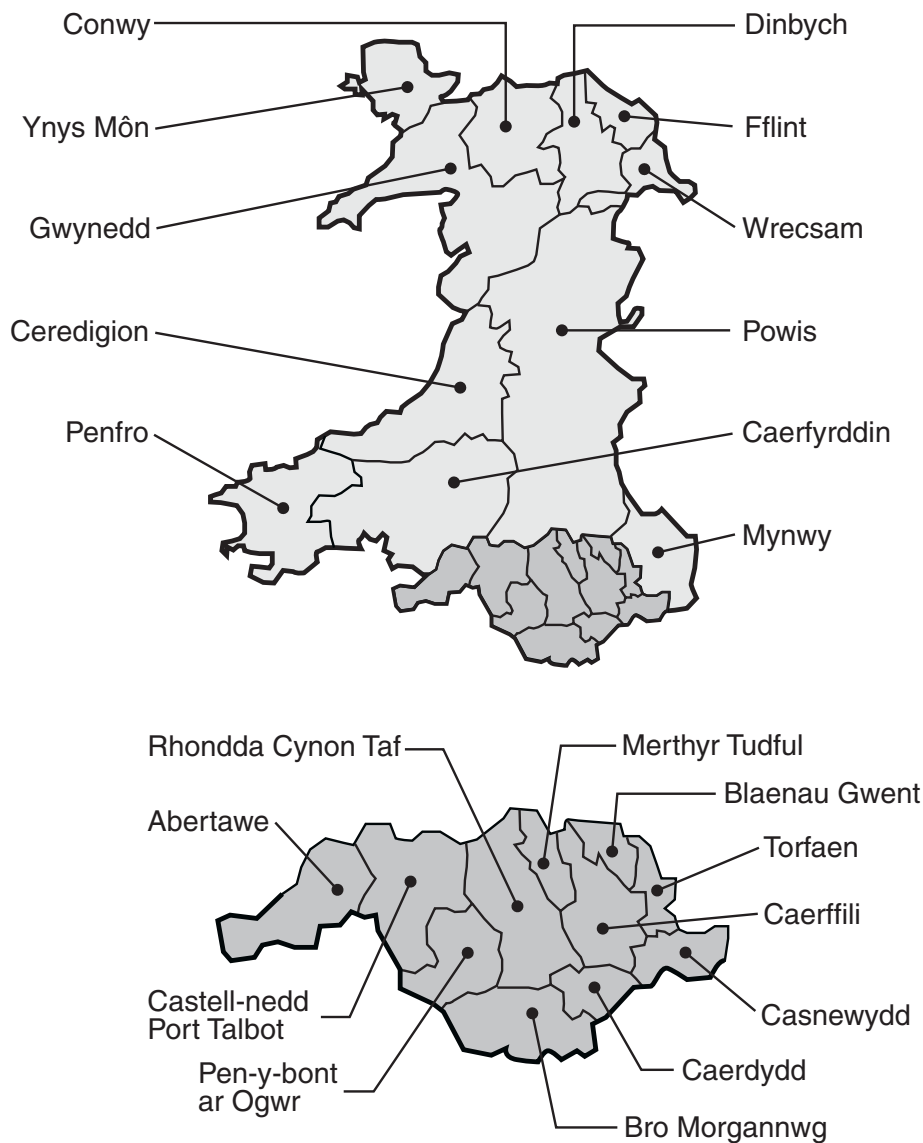 Conwy
Dinbych
Ynys Môn
Fflint
Gwynedd
Wrecsam
Ceredigion
Powis
Penfro
Caerfyrddin
Mynwy
Rhondda Cynon Taf
Merthyr Tudful
Blaenau Gwent
Abertawe
Torfaen
Caerffili
Castell-nedd
Port Talbot
Casnewydd
Pen-y-bont
ar Ogwr
Caerdydd
Bro Morgannwg